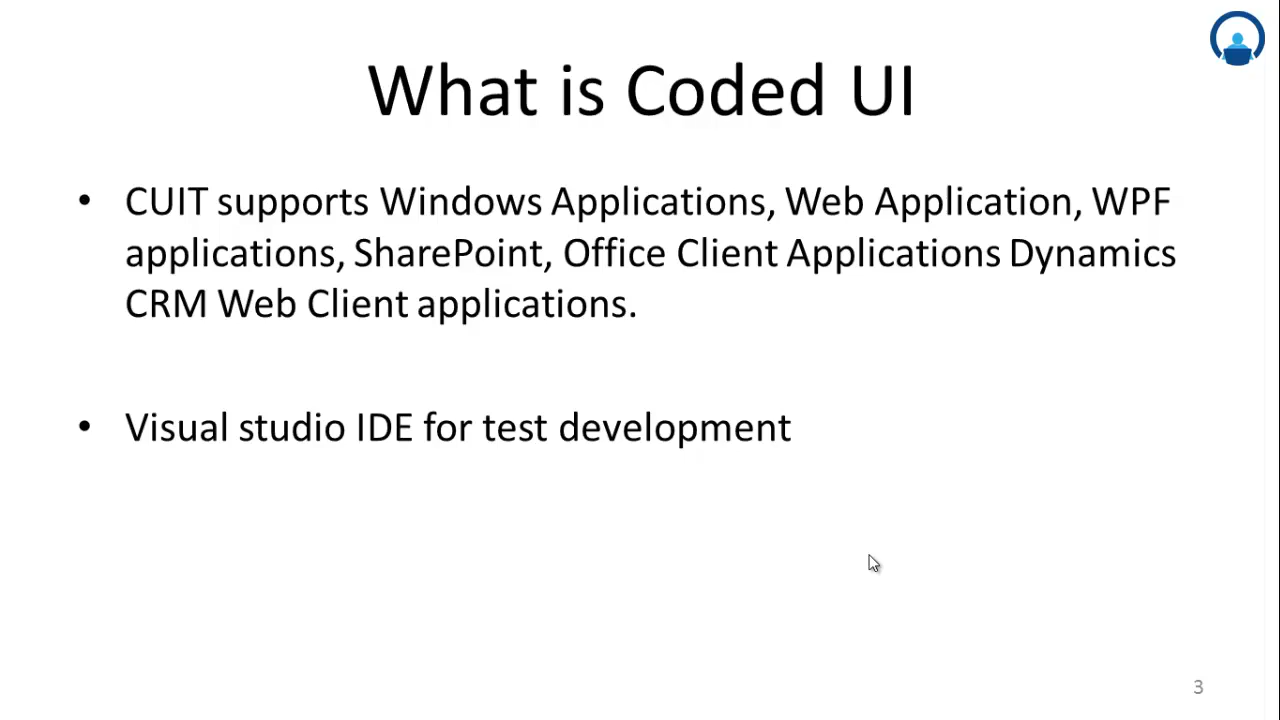 What is Coded UI
• CUIT supports Windows Applications, Web Application, WPF
applications, SharePoint, Office Client Applications Dynamics
CRM Web Client applications.
• Visual studio IDE for test development
3